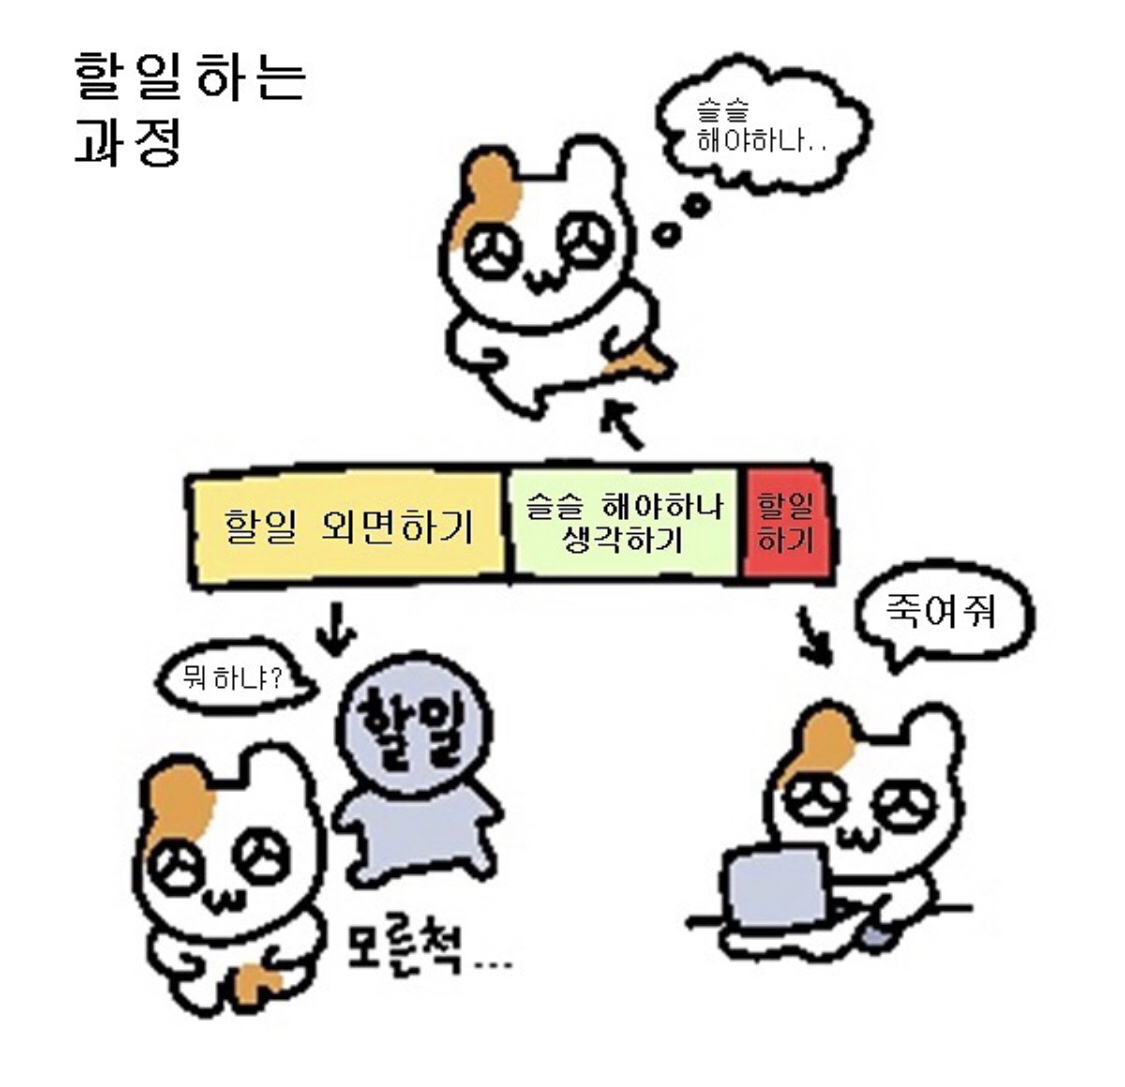 할일하는
과정
슬슬
해야하나..
할일 외면하기
슬슬 해야하나
생각하기
할일
하기
죽여줘
뭐하냐?
할일
모른척...